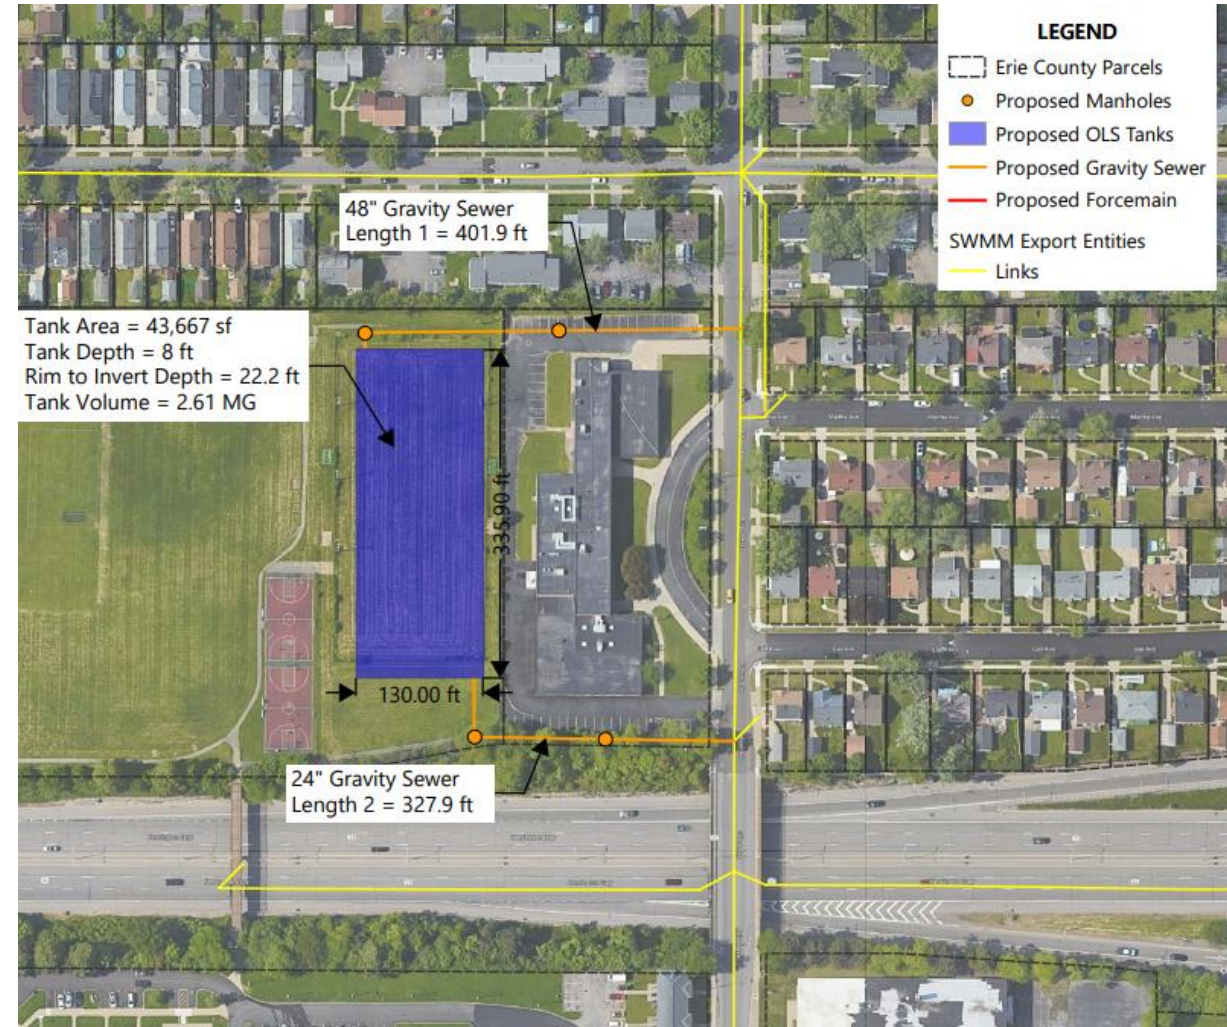 LEGEND
Erie County Parcels
Proposed Manholes
Proposed OLS Tanks
Proposed Gravity Sewer
Proposed Forcemain
SWMM Export Entities
Links
48" Gravity Sewer
Length 1 = 401.9 ft
Tank Area = 43,667 sf
Tank Depth = 8 ft
Rim to Invert Depth = 22.2 ft
Tank Volume = 2.61 MG
335.90 ft
130.00 ft
24" Gravity Sewer
Length 2 = 327.9 ft